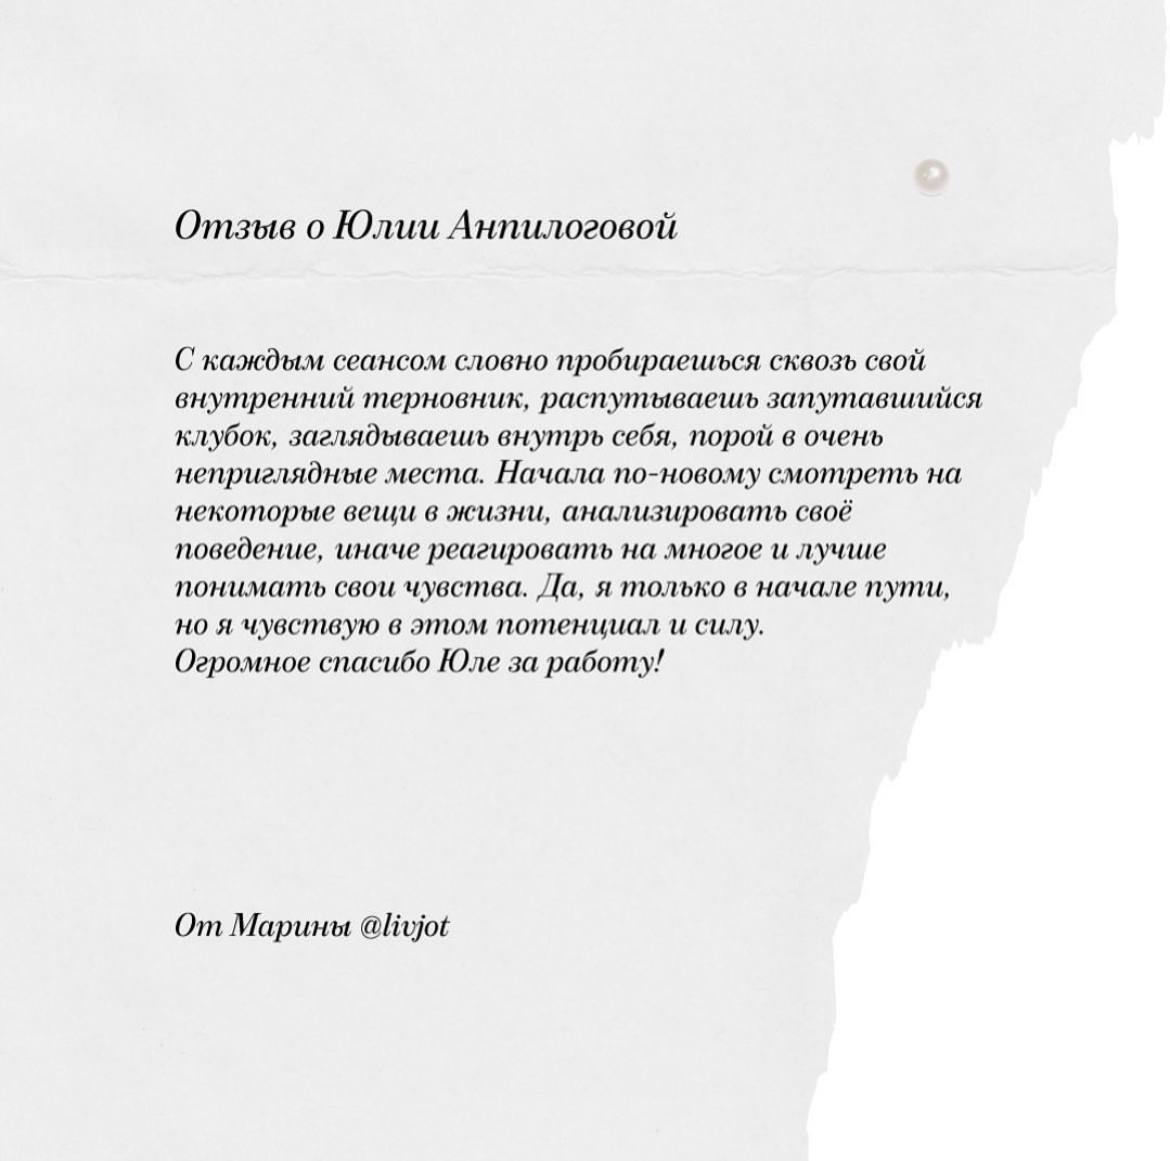 Отзыв о Юлии Анпилоговой
С каждым сеансом словно пробираешься сквозь свой
внутренний терновник, распутываешь запутавшийся
клубок, заглядываешь внутрь себя, порой в очень
неприглядные места. Начала по-новому смотреть на
некоторые вещи в жизни, анализировать своё
поведение, иначе реагировать на многое и лучше
понимать свои чувства. Да, я только в начале пути,
но я чувствую в этом потенциал и силу.
Огромное спасибо Юле за работу!
От Марины @livjot